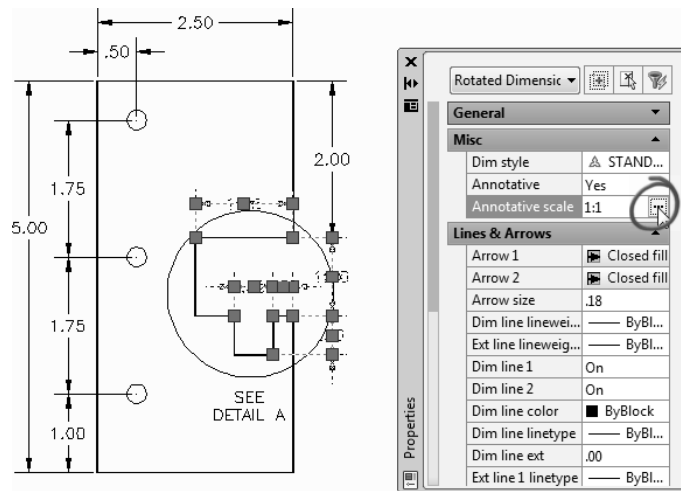 2.50
.50
2.00
1.75
5.00
1.75
1.00
SEE
DETAIL A
Rotated Dimensic
General
Misc
Dim style STAND...
Annotative Yes
Annotative scale 1:1
Lines & Arrows
Arrow 1 Closed fill
Arrow 2 Closed fill
Arrow size .18
Dim line linewei... ByBl...
Ext line lineweig... ByBl...
Dim line 1 On
Dim line 2 On
Dim line color ByBlock
Dim line linetype ByBl...
Dim line ext .00
Ext line 1 linetype ByBl...
Properties